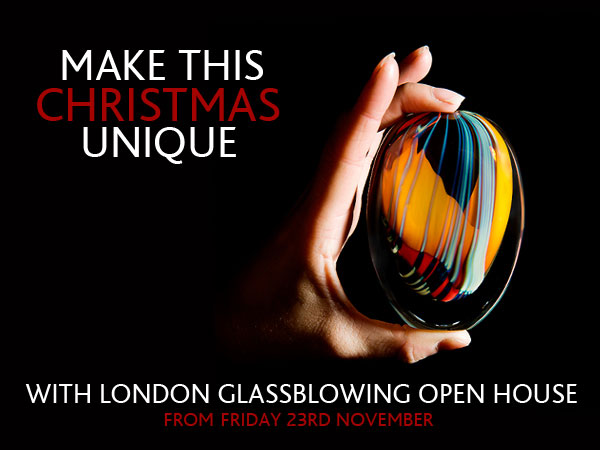 MAKE THIS
CHRISTMAS
UNIQUE
WITH LONDON GLASSBLOWING OPEN HOUSE
FROM FRIDAY 23RD NOVEMBER